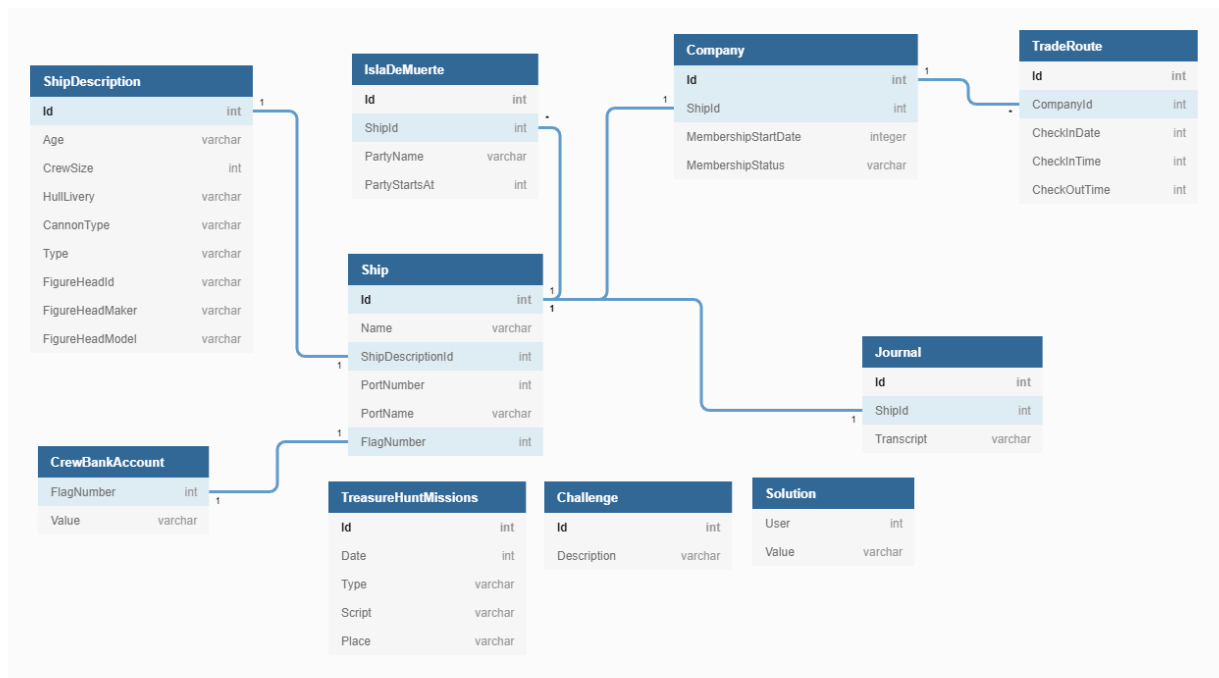 ShipDescription
Id int
Age varchar
CrewSize int
HullLivery varchar
CannonType varchar
Type varchar
FigureHeadId varchar
FigureHeadMaker varchar
FigureHeadModel varchar
IslaDeMuerte
Id int
ShipId int
PartyName varchar
PartyStartsAt int
Company
Id int
ShipId int
MembershipStartDate integer
MembershipStatus varchar
TradeRoute
Id int
CompanyId int
CheckInDate int
CheckInTime int
CheckOutTime int
1
*
1
1
*
Ship
Id int
Name varchar
ShipDescriptionId int
PortNumber int
PortName varchar
FlagNumber int
1
1
1
1
Journal
Id int
ShipId int
Transcript varchar
1
CrewBankAccount
FlagNumber int
Value varchar
1
TreasureHuntMissions
Id int
Date int
Type varchar
Script varchar
Place varchar
Challenge
Id int
Description varchar
Solution
User int
Value varchar